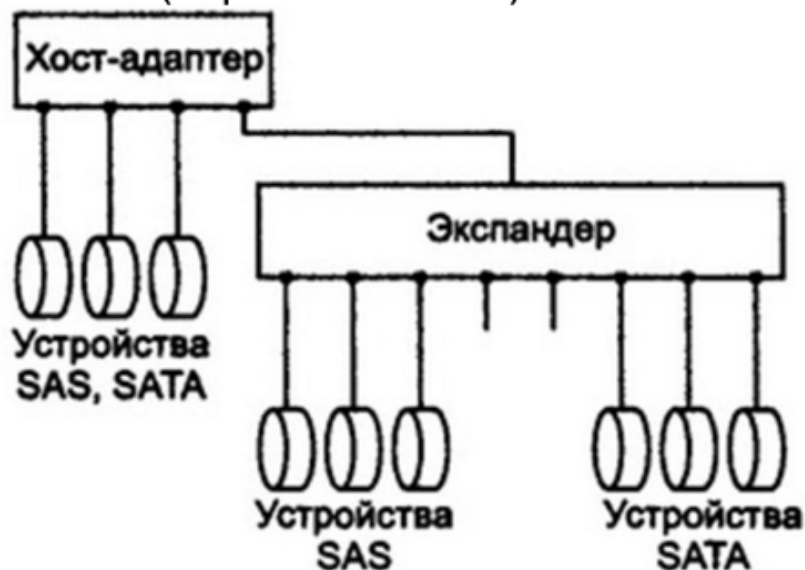 Хост-адаптер
Экспандер
Устройства
SAS, SATA
Устройства
SAS
Устройства
SATA